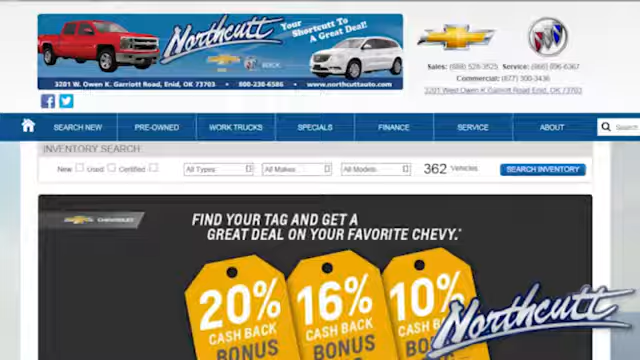 Northcutt
Your
Shortcut To
A Great Deal!
BUICK
3201 W. Owen K. Garriott Road, Enid, OK 73703 • 800-238-6586 • www.northcuttauto.com
Sales: (888) 528-3525 Service: (866) 896-6367
Commercial: (877) 300-3436
3201 West Owen K Garriott Road Enid, OK 73703
SEARCH NEW PRE-OWNED WORK TRUCKS SPECIALS FINANCE SERVICE ABOUT Search
INVENTORY SEARCH
New Used Certified All Types: All Makes: All Models: 362 Vehicles SEARCH INVENTORY
CHEVROLET
FIND YOUR TAG AND GET A
GREAT DEAL ON YOUR FAVORITE CHEVY.*
20% 16% 10%
CASH BACK CASH BACK CASH BACK
BONUS BONUS
Northcutt